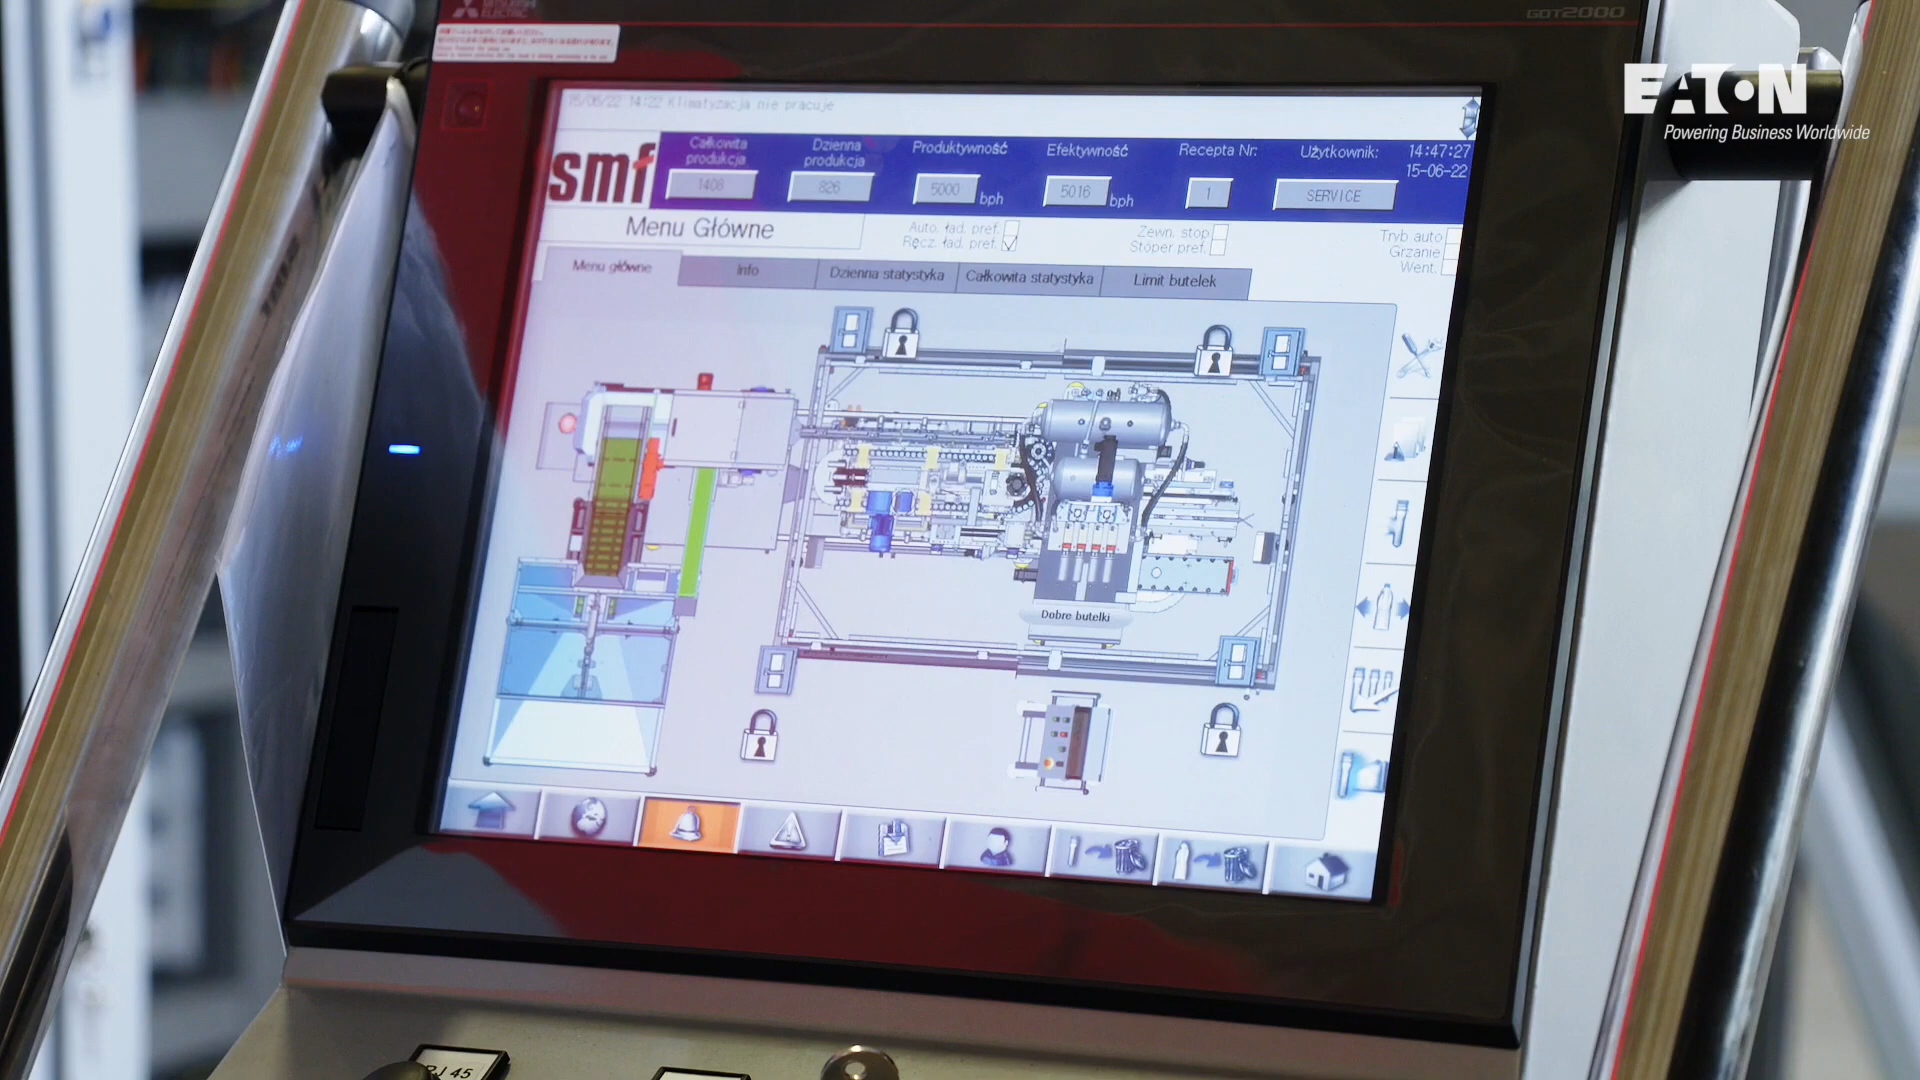 MITSUBISHI
ELECTRIC
GOT2000
EATON
Powering Business Worldwide
15/06/22 14:22 Klimatyzacja nie pracuje
smf
Całkowita
produkcja
1408
Dzienna
produkcja
826
Produktywność
5000 bph
Efektywność
5016 bph
Recepta Nr:
1
Użytkownik:
SERVICE
14:47:27
15-06-22
Menu Główne
Auto. ład. pref.
Ręcz. ład. pref.
Zewn. stop
Stoper pref.
Tryb auto
Grzanie
Went.
Menu główne
Info
Dzienna statystyka
Całkowita statystyka
Limit butelek
Dobre butelki
RJ 45